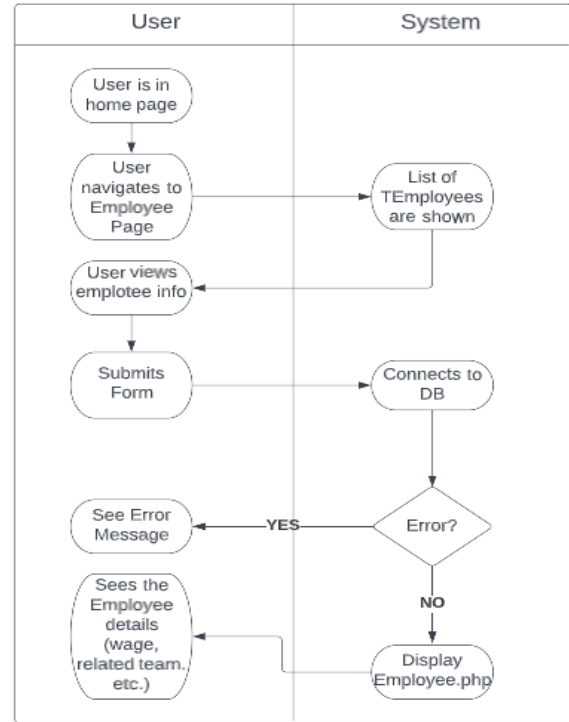 User
System
User is in
home page
User
navigates to
Employee
Page
List of
TEmployees
are shown
User views
emplotee info
Submits
Form
Connects to
DB
See Error
Message
YES
Error?
NO
Sees the
Employee
details
(wage,
related team.
etc.)
Display
Employee.php